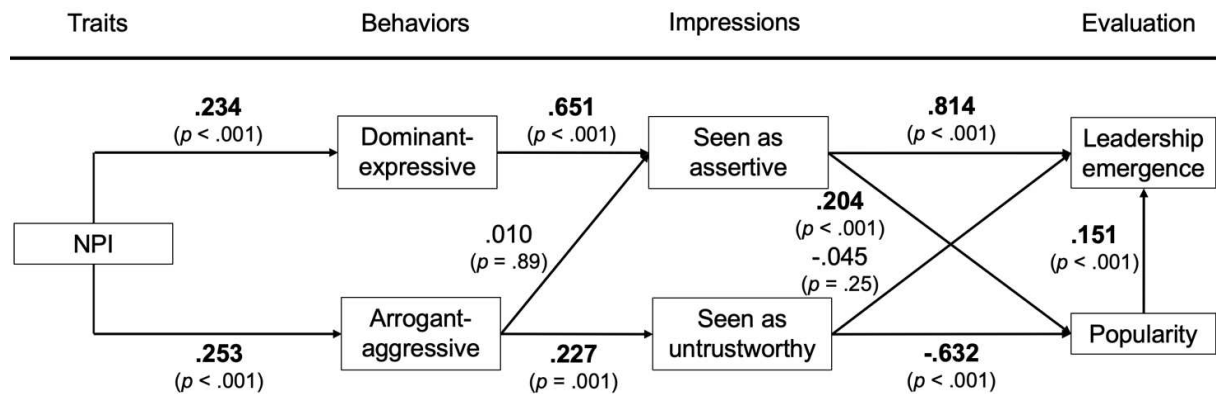 Traits Behaviors Impressions Evaluation
.234
(p < .001)
.651
(p < .001)
.814
(p < .001)
Dominant-
expressive
Seen as
assertive
Leadership
emergence
NPI
.010
(p = .89)
.204
(p < .001)
-.045
(p = .25)
.151
(p < .001)
Arrogant-
aggressive
Seen as
untrustworthy
Popularity
.253
(p < .001)
.227
(p = .001)
-.632
(p < .001)